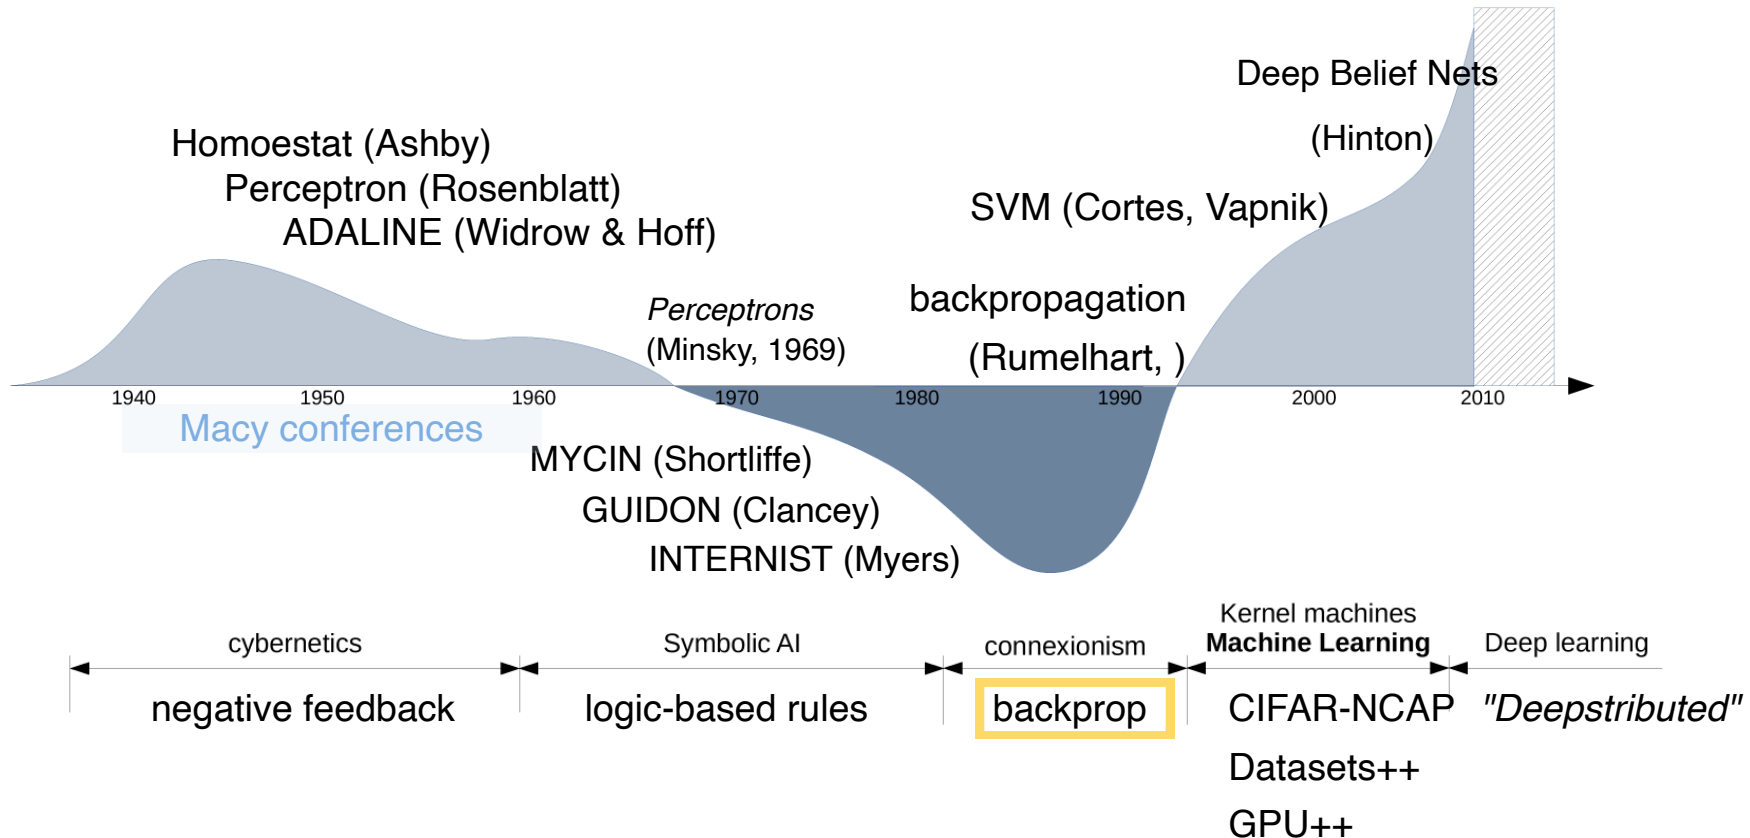 Deep Belief Nets
(Hinton)
Homoestat (Ashby)
Perceptron (Rosenblatt)
ADALINE (Widrow & Hoff)
SVM (Cortes, Vapnik)
Perceptrons
(Minsky, 1969)
backpropagation
(Rumelhart, )
1940 1950 1960 1970 1980 1990 2000 2010
Macy conferences
MYCIN (Shortliffe)
GUIDON (Clancey)
INTERNIST (Myers)
cybernetics
negative feedback
Symbolic AI
logic-based rules
connexionism
backprop
Kernel machines
Machine Learning
CIFAR-NCAP
Datasets++
GPU++
Deep learning
"Deepstributed"